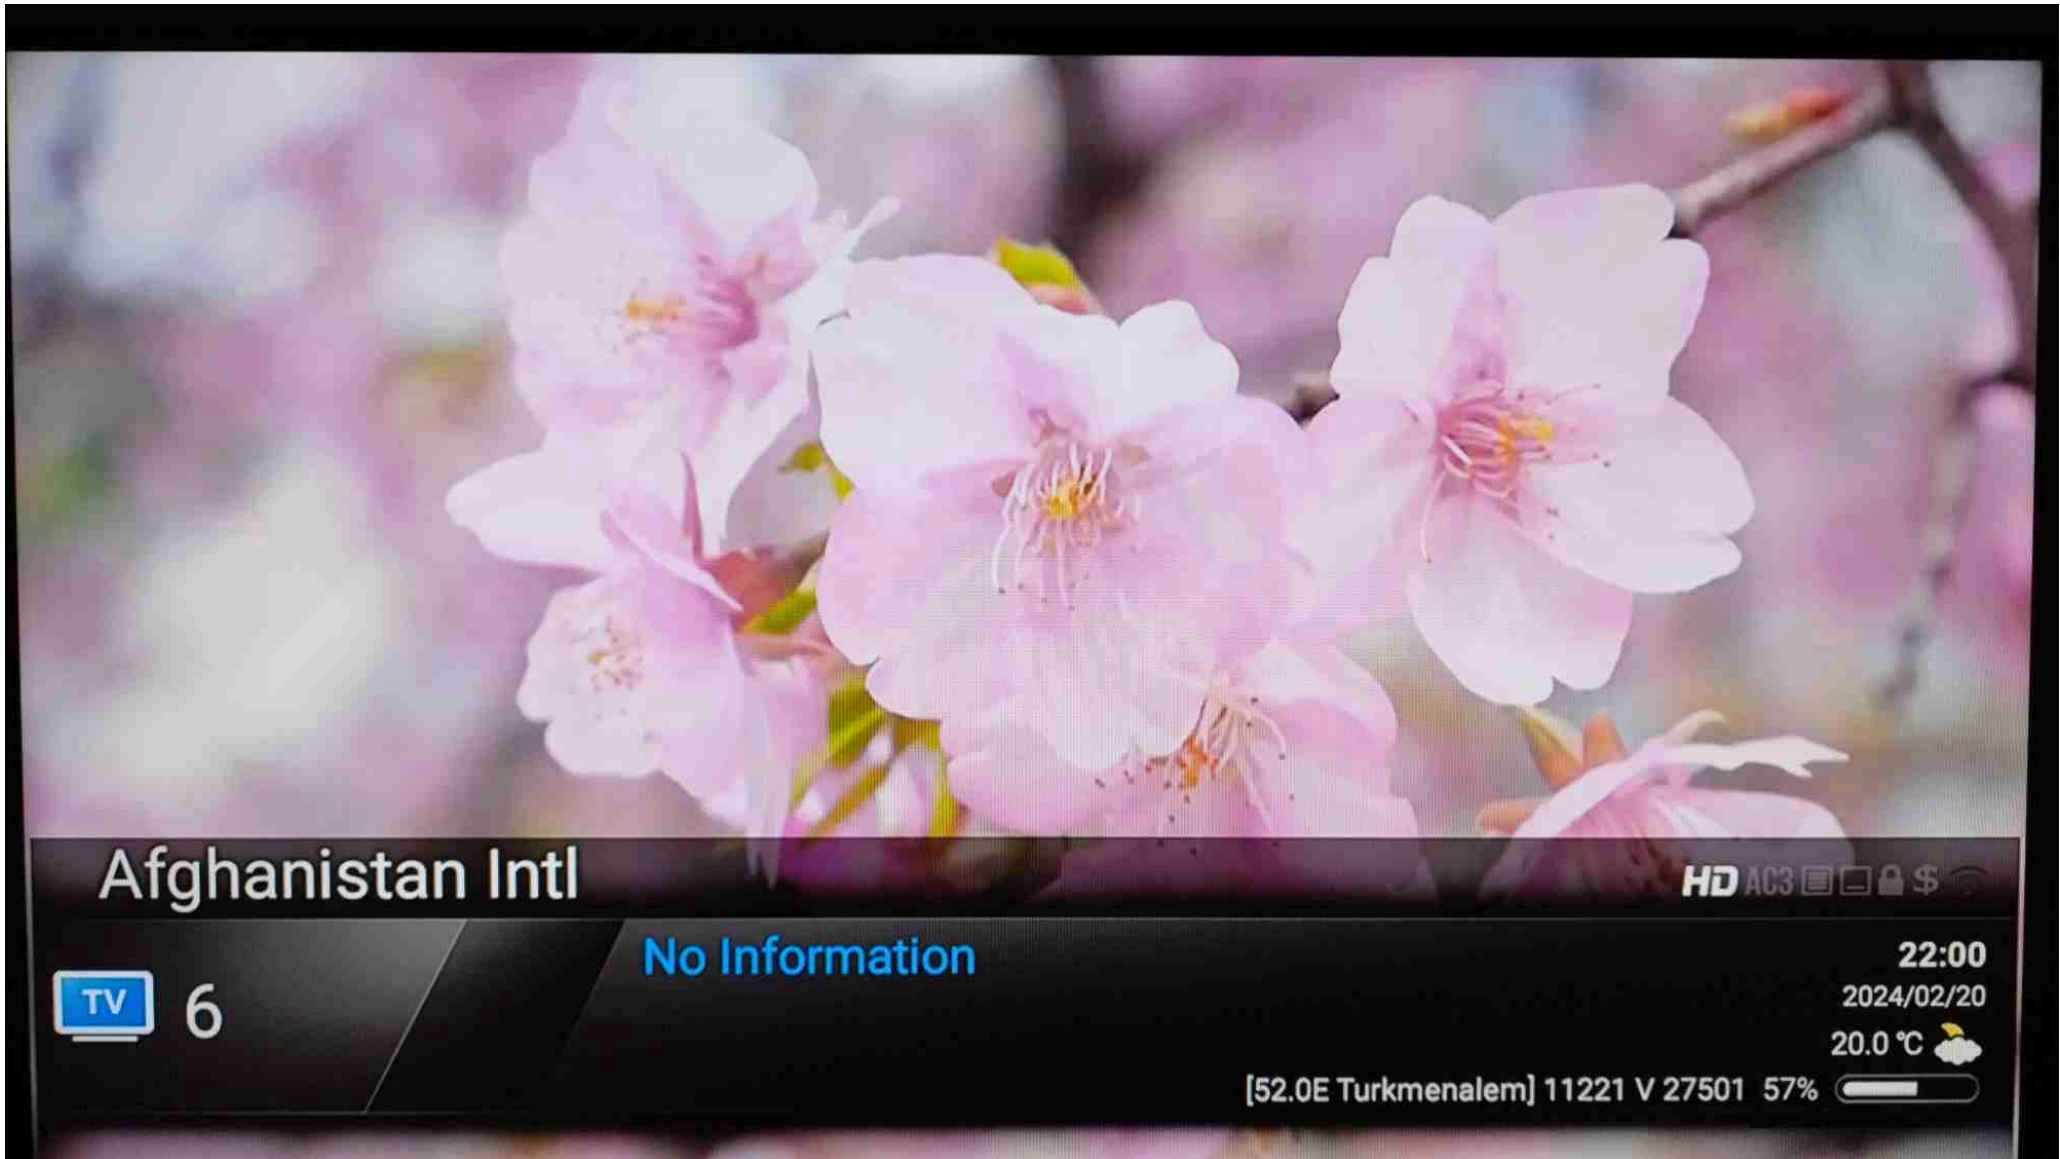 Afghanistan Intl
HD AC3 $
TV 6
No Information
22:00
2024/02/20
20.0 °C
[52.0E Turkmenalem] 11221 V 27501 57%